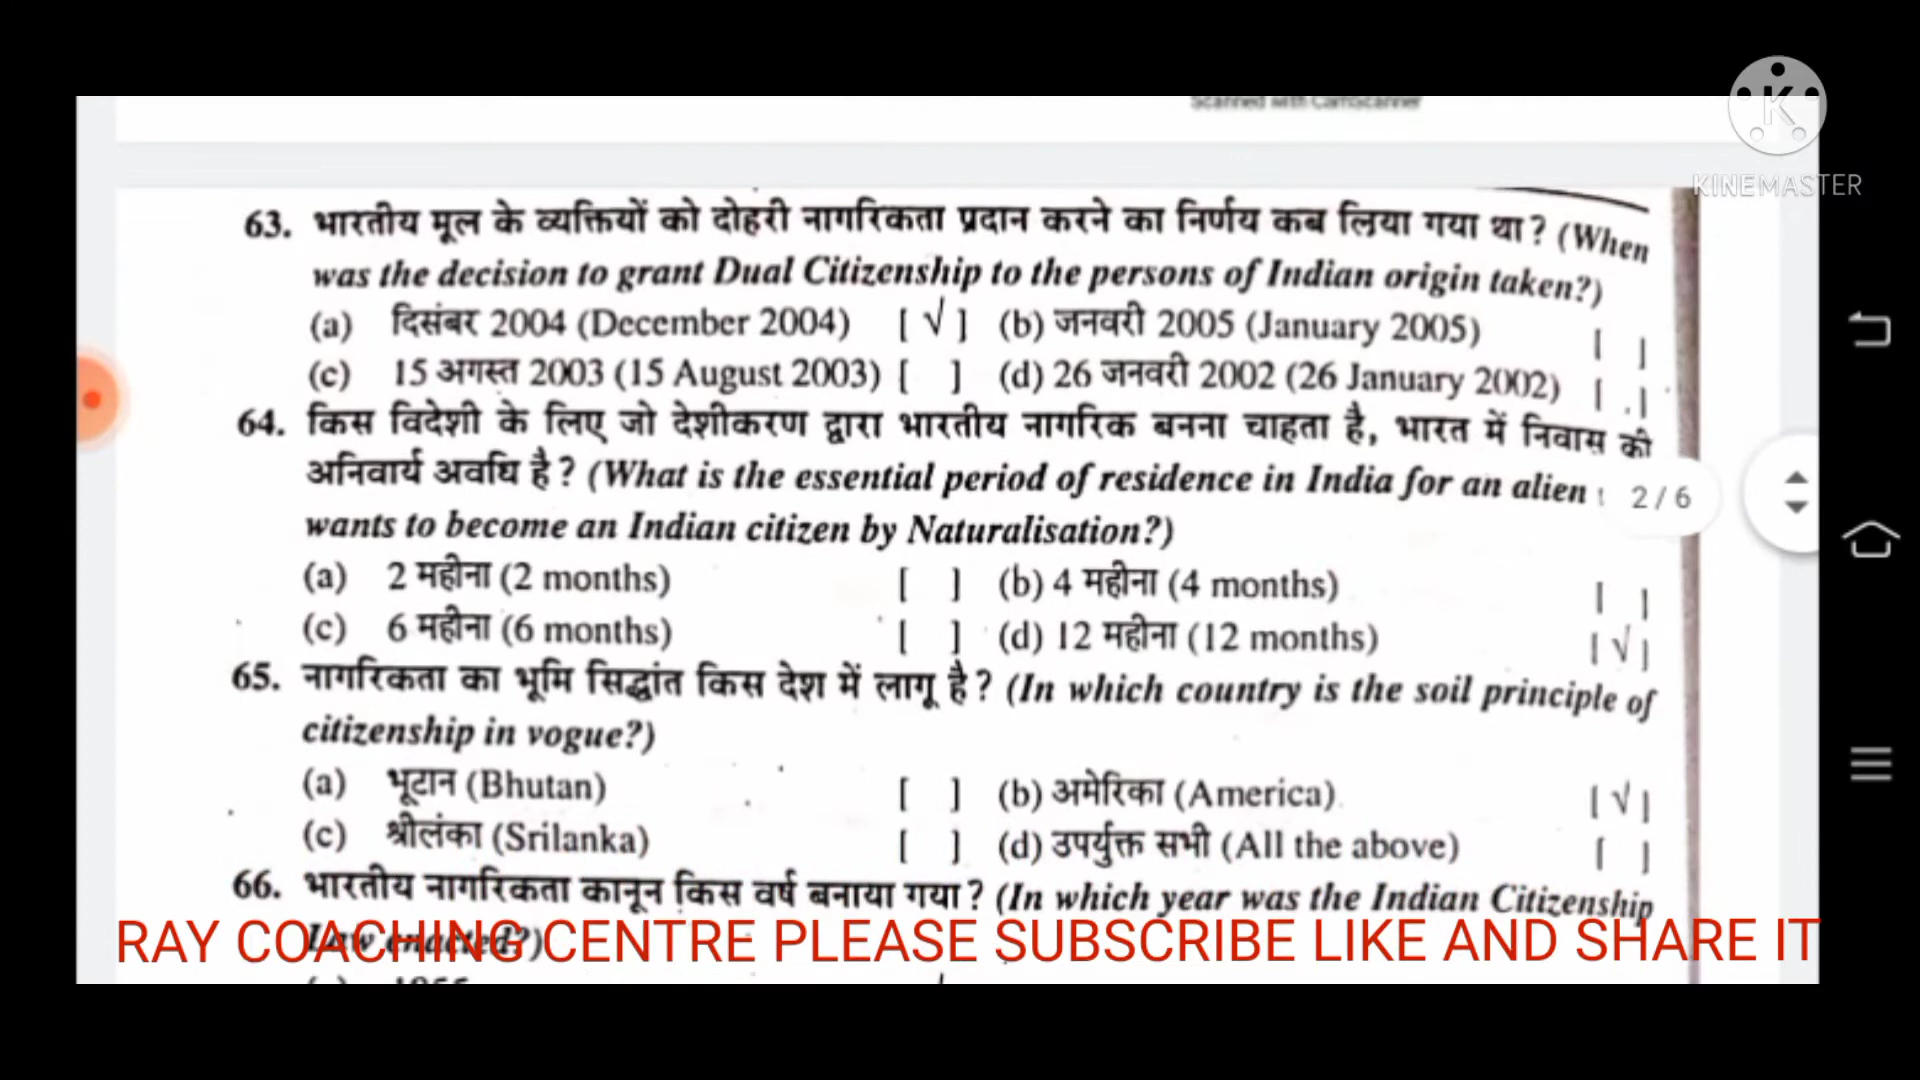 Scanned with CamScanner
KINEMASTER
63. भारतीय मूल के व्यक्तियों को दोहरी नागरिकता प्रदान करने का निर्णय कब लिया गया था? (When
was the decision to grant Dual Citizenship to the persons of Indian origin taken?)
(a) दिसंबर 2004 (December 2004) [ √ ] (b) जनवरी 2005 (January 2005) [ ]
(c) 15 अगस्त 2003 (15 August 2003) [ ] (d) 26 जनवरी 2002 (26 January 2002) [ ]
64. किस विदेशी के लिए जो देशीकरण द्वारा भारतीय नागरिक बनना चाहता है, भारत में निवास की
अनिवार्य अवधि है? (What is the essential period of residence in India for an alien
2/6
wants to become an Indian citizen by Naturalisation?)
(a) 2 महीना (2 months) [ ] (b) 4 महीना (4 months) [ ]
(c) 6 महीना (6 months) [ ] (d) 12 महीना (12 months) [ √ ]
65. नागरिकता का भूमि सिद्धांत किस देश में लागू है? (In which country is the soil principle of
citizenship in vogue?)
(a) भूटान (Bhutan) [ ] (b) अमेरिका (America) [ √ ]
(c) श्रीलंका (Srilanka) [ ] (d) उपर्युक्त सभी (All the above) [ ]
66. भारतीय नागरिकता कानून किस वर्ष बनाया गया? (In which year was the Indian Citizenship
Law enacted?)
RAY COACHING CENTRE PLEASE SUBSCRIBE LIKE AND SHARE IT